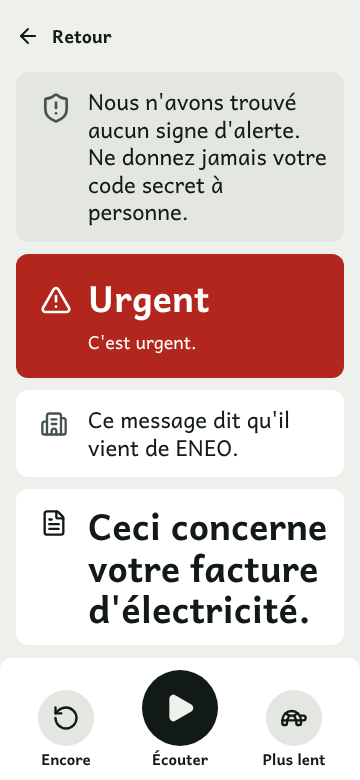 Retour
Nous n'avons trouvé
aucun signe d'alerte.
Ne donnez jamais votre
code secret à
personne.
Urgent
C'est urgent.
Ce message dit qu'il
vient de ENEO.
Ceci concerne
votre facture
d'électricité.
Encore
Écouter
Plus lent